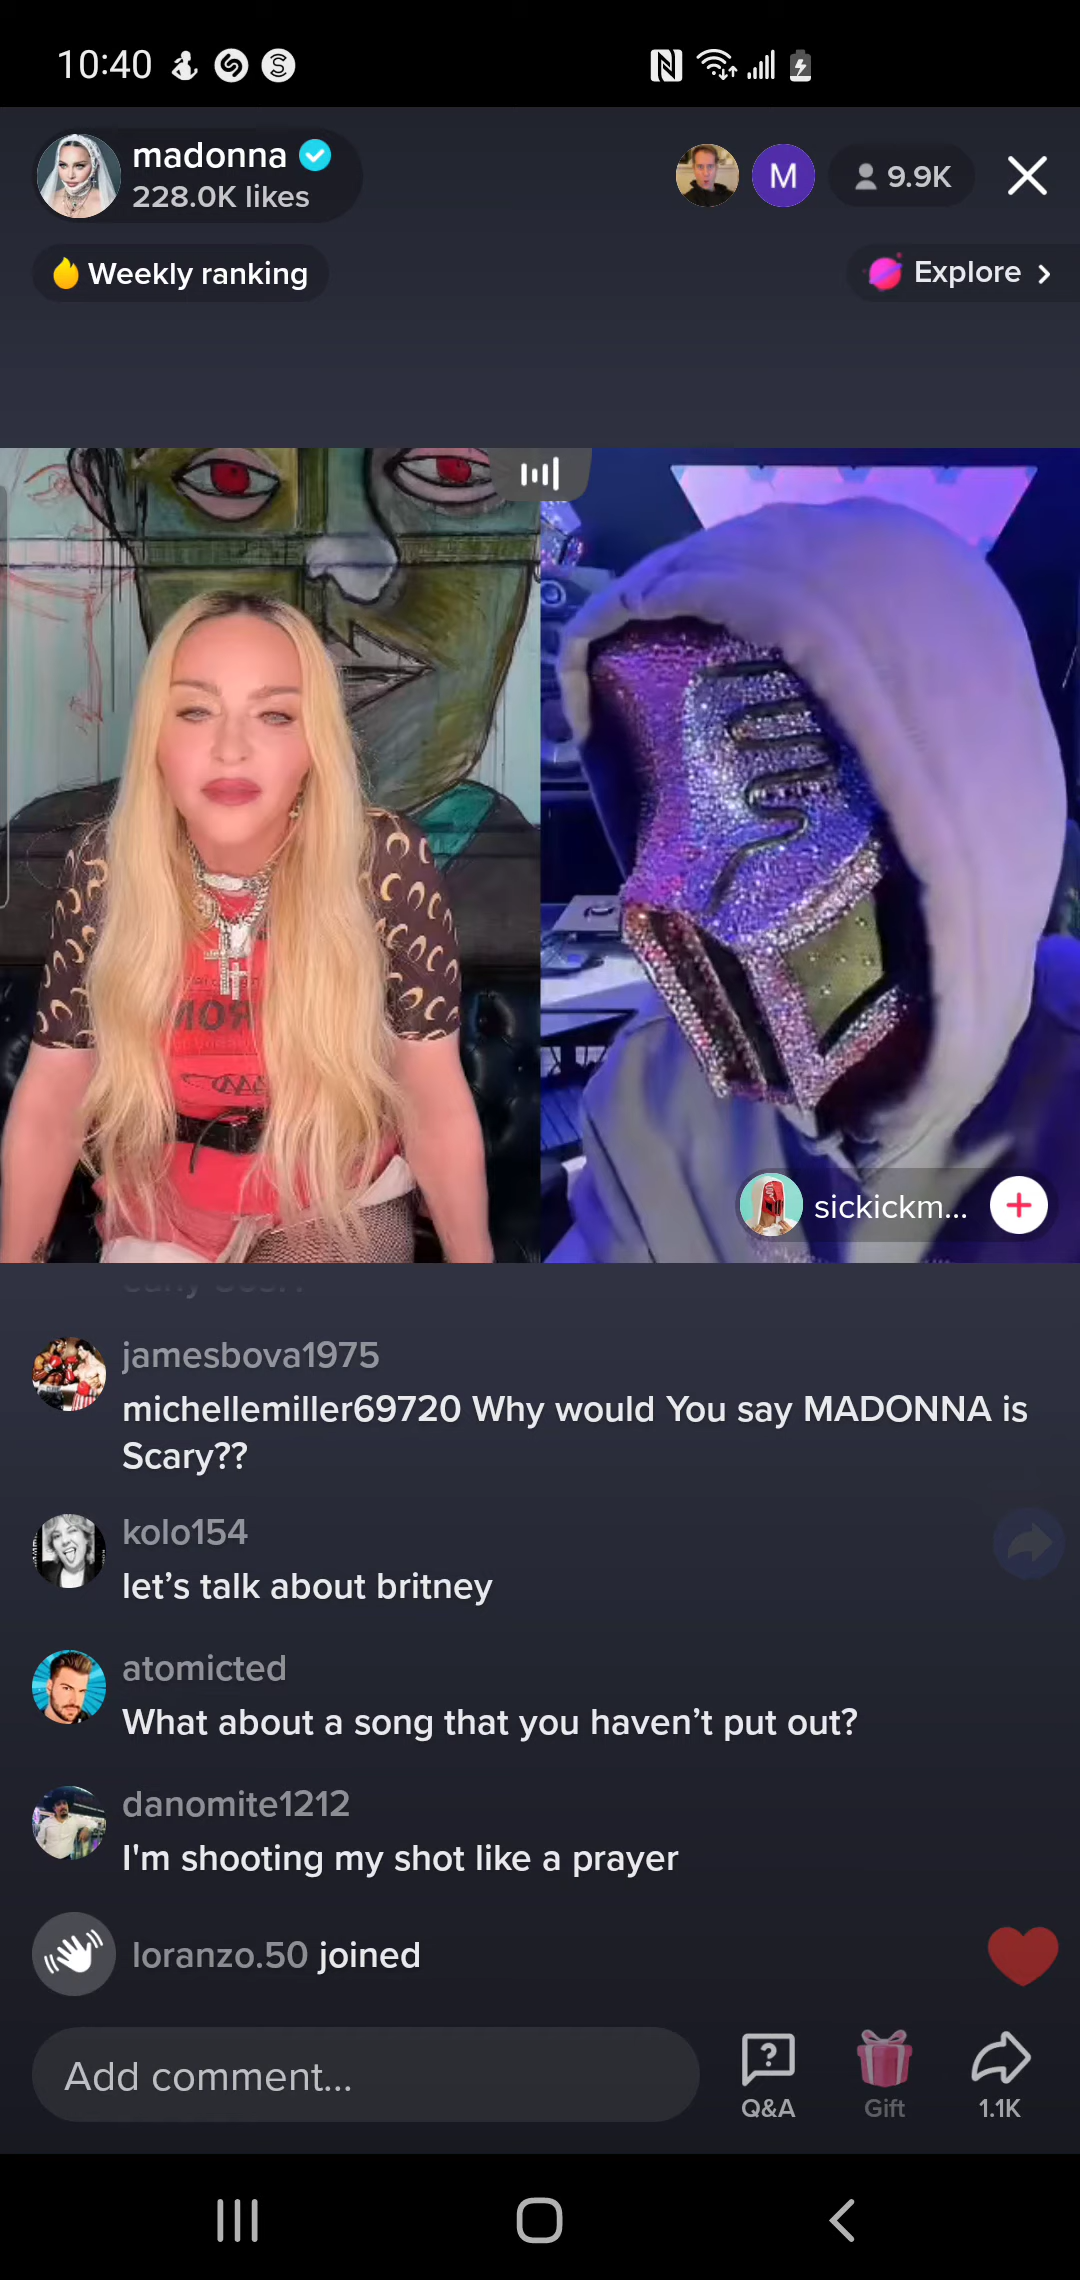 10:40
madonna
228.0K likes
M
9.9K
Weekly ranking
Explore
sickickm...
jamesbova1975
michellemiller69720 Why would You say MADONNA is
Scary??
kolo154
let’s talk about britney
atomicted
What about a song that you haven’t put out?
danomite1212
I'm shooting my shot like a prayer
loranzo.50 joined
Add comment...
Q&A
Gift
1.1K